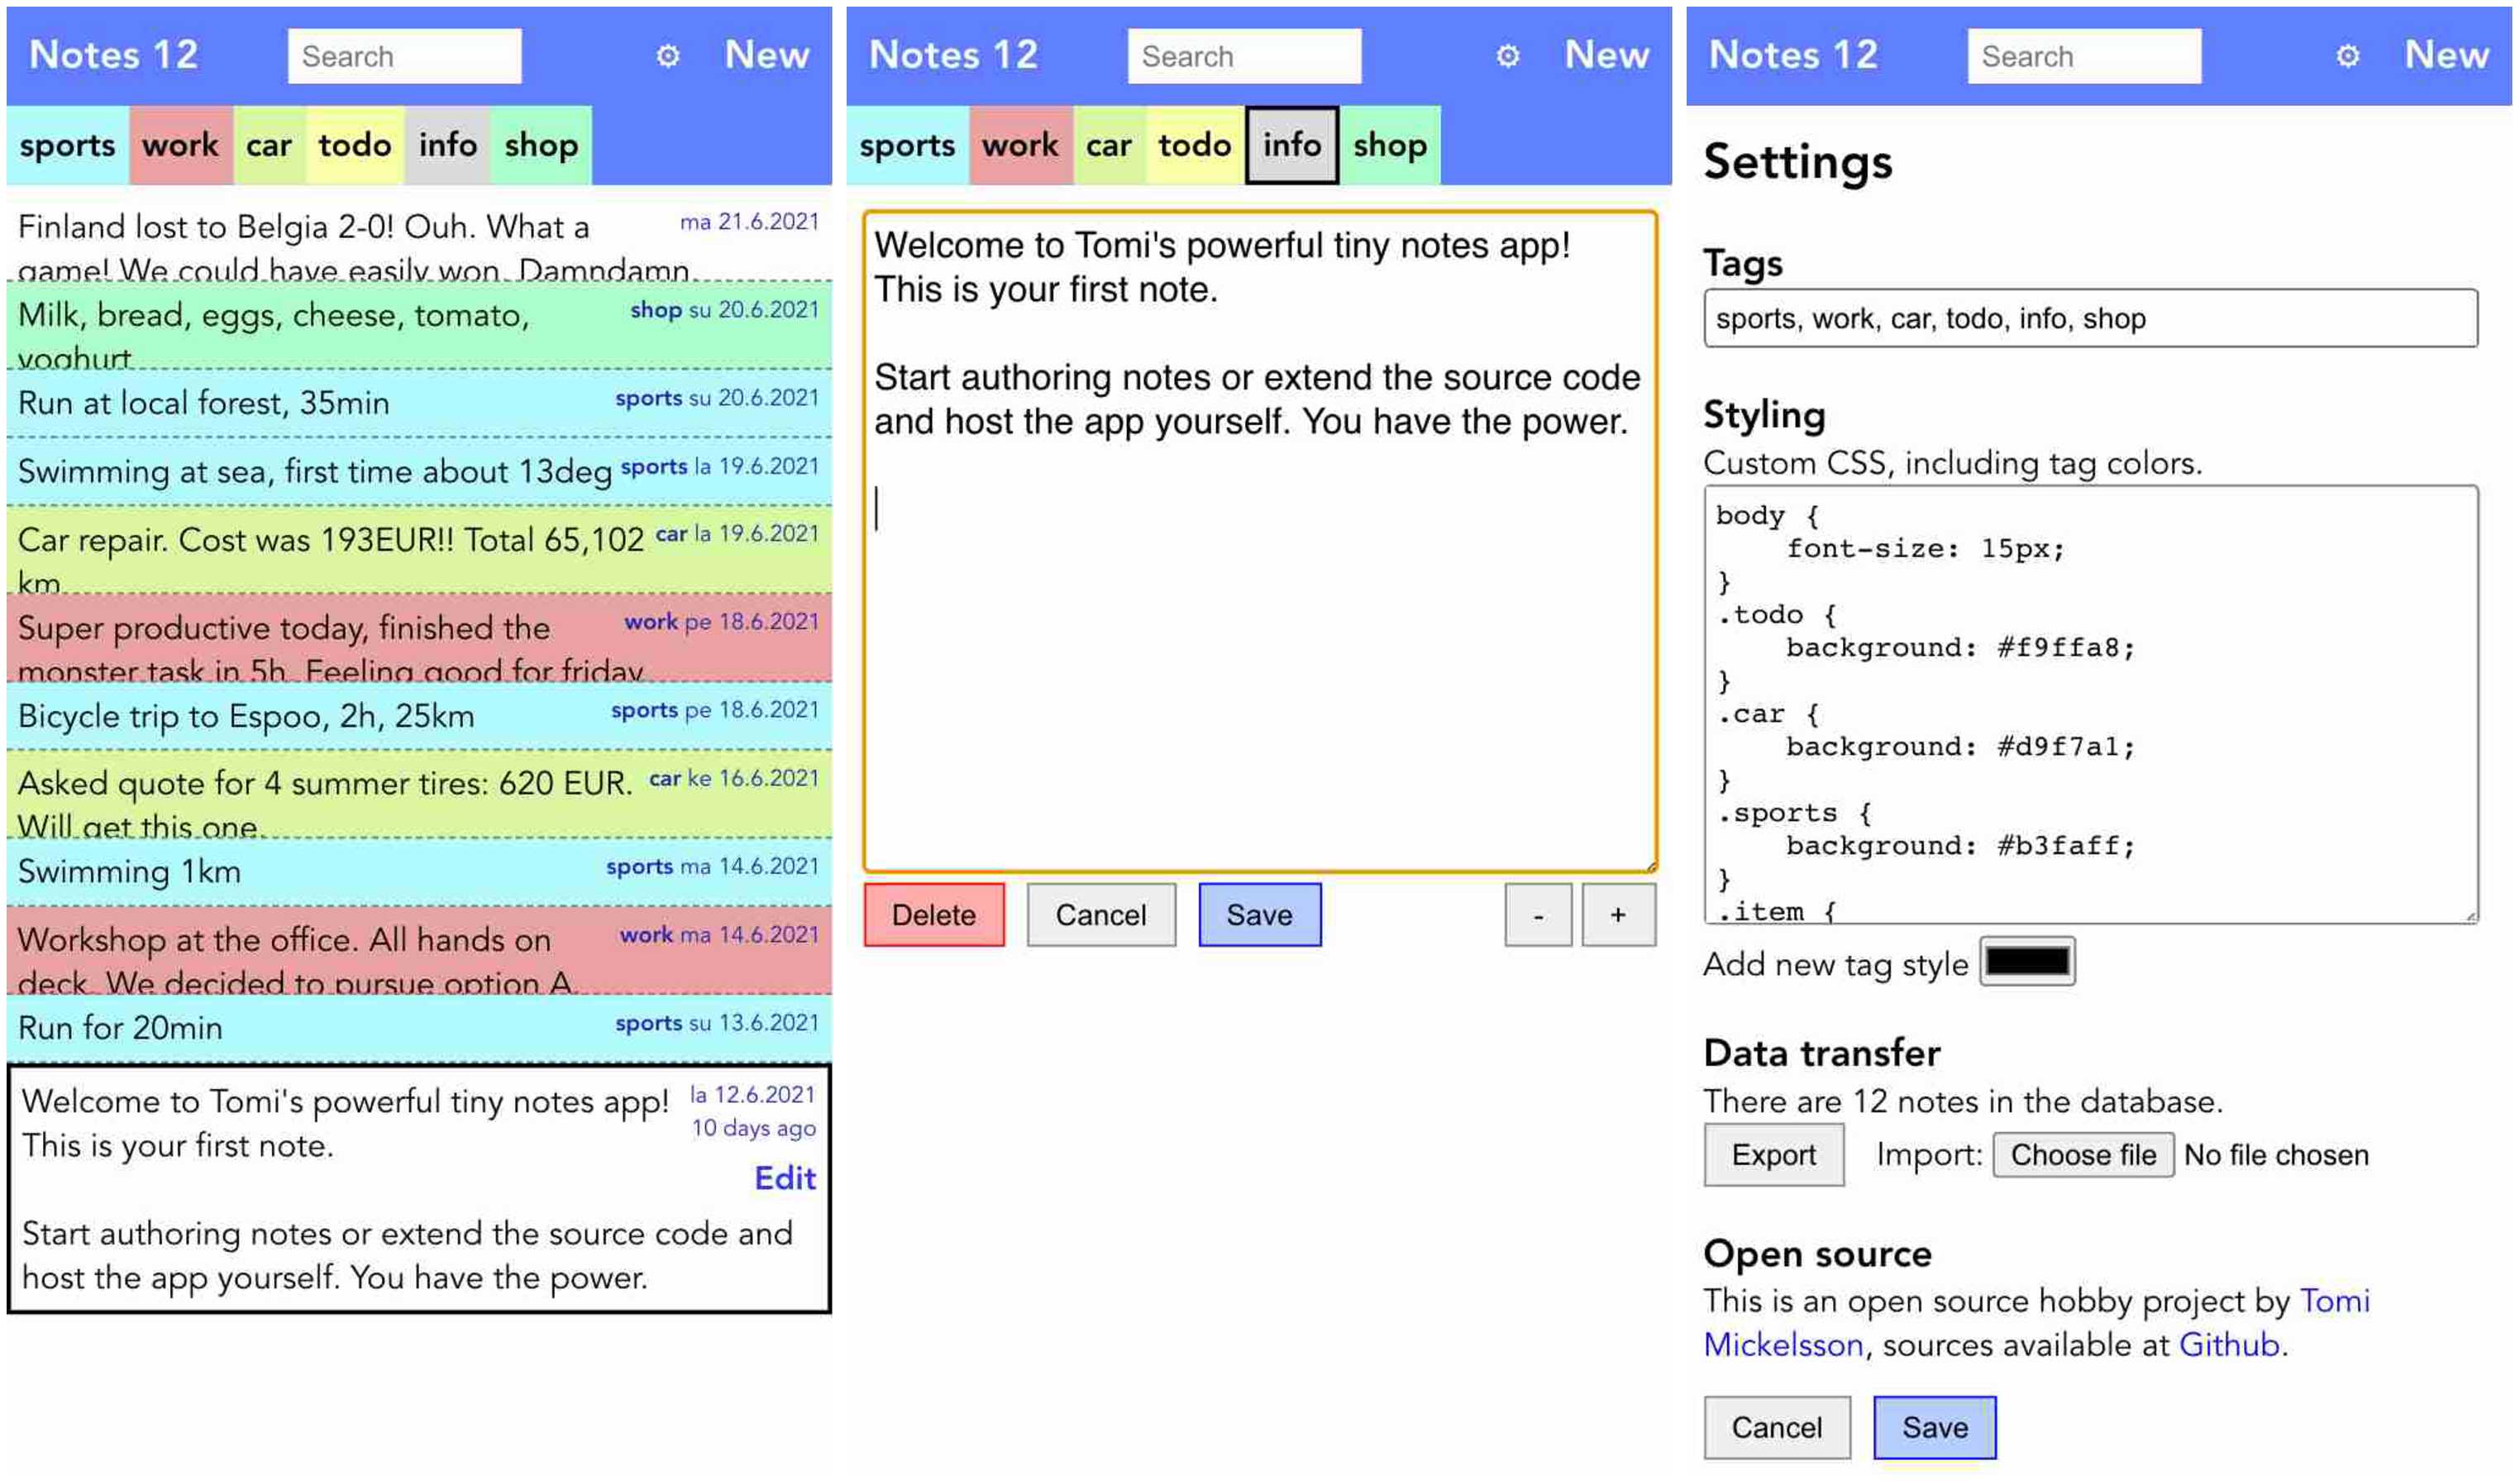 Notes 12
Search
⚙
New
sports
work
car
todo
info
shop
Finland lost to Belgia 2-0! Ouh. What a
ma 21.6.2021
game! We could have easily won. Damndamn.
Milk, bread, eggs, cheese, tomato,
shop su 20.6.2021
yoghurt
Run at local forest, 35min
sports su 20.6.2021
Swimming at sea, first time about 13deg
sports la 19.6.2021
Car repair. Cost was 193EUR!! Total 65,102
car la 19.6.2021
km
Super productive today, finished the
work pe 18.6.2021
monster task in 5h. Feeling good for friday.
Bicycle trip to Espoo, 2h, 25km
sports pe 18.6.2021
Asked quote for 4 summer tires: 620 EUR.
car ke 16.6.2021
Will get this one.
Swimming 1km
sports ma 14.6.2021
Workshop at the office. All hands on
work ma 14.6.2021
deck. We decided to pursue option A.
Run for 20min
sports su 13.6.2021
Welcome to Tomi's powerful tiny notes app!
la 12.6.2021
This is your first note.
10 days ago
Edit
Start authoring notes or extend the source code and
host the app yourself. You have the power.
Notes 12
Search
⚙
New
sports
work
car
todo
info
shop
Welcome to Tomi's powerful tiny notes app!
This is your first note.
Start authoring notes or extend the source code
and host the app yourself. You have the power.
Delete
Cancel
Save
-
+
Notes 12
Search
⚙
New
Settings
Tags
sports, work, car, todo, info, shop
Styling
Custom CSS, including tag colors.
body {
font-size: 15px;
}
.todo {
background: #f9ffa8;
}
.car {
background: #d9f7a1;
}
.sports {
background: #b3faff;
}
.item {
Add new tag style
Data transfer
There are 12 notes in the database.
Export
Import:
Choose file
No file chosen
Open source
This is an open source hobby project by Tomi
Mickelsson, sources available at Github.
Cancel
Save